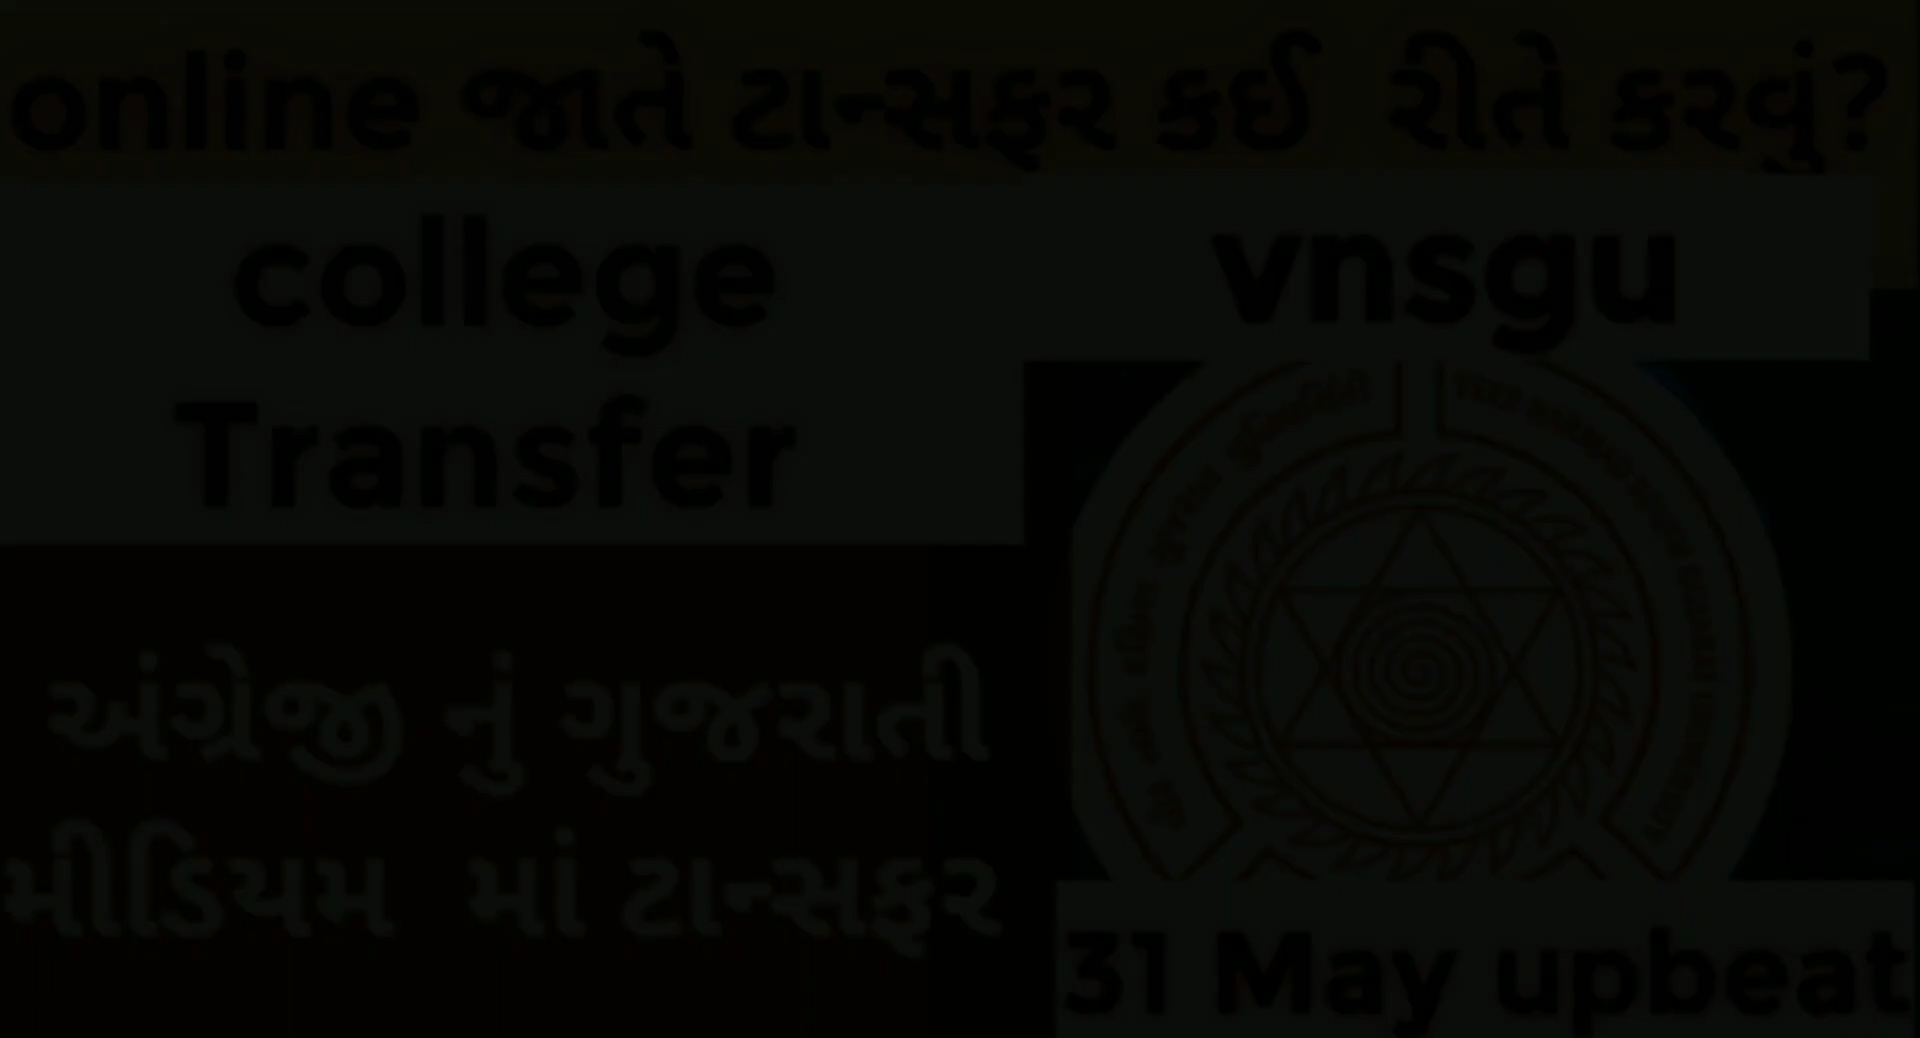 online જાતે ટાન્સફર કઈ રીતે કરવું?
college
Transfer
vnsgu
અંગ્રેજી નું ગુજરાતી
મીડિયમ માં ટાન્સફર
31 May upbeat